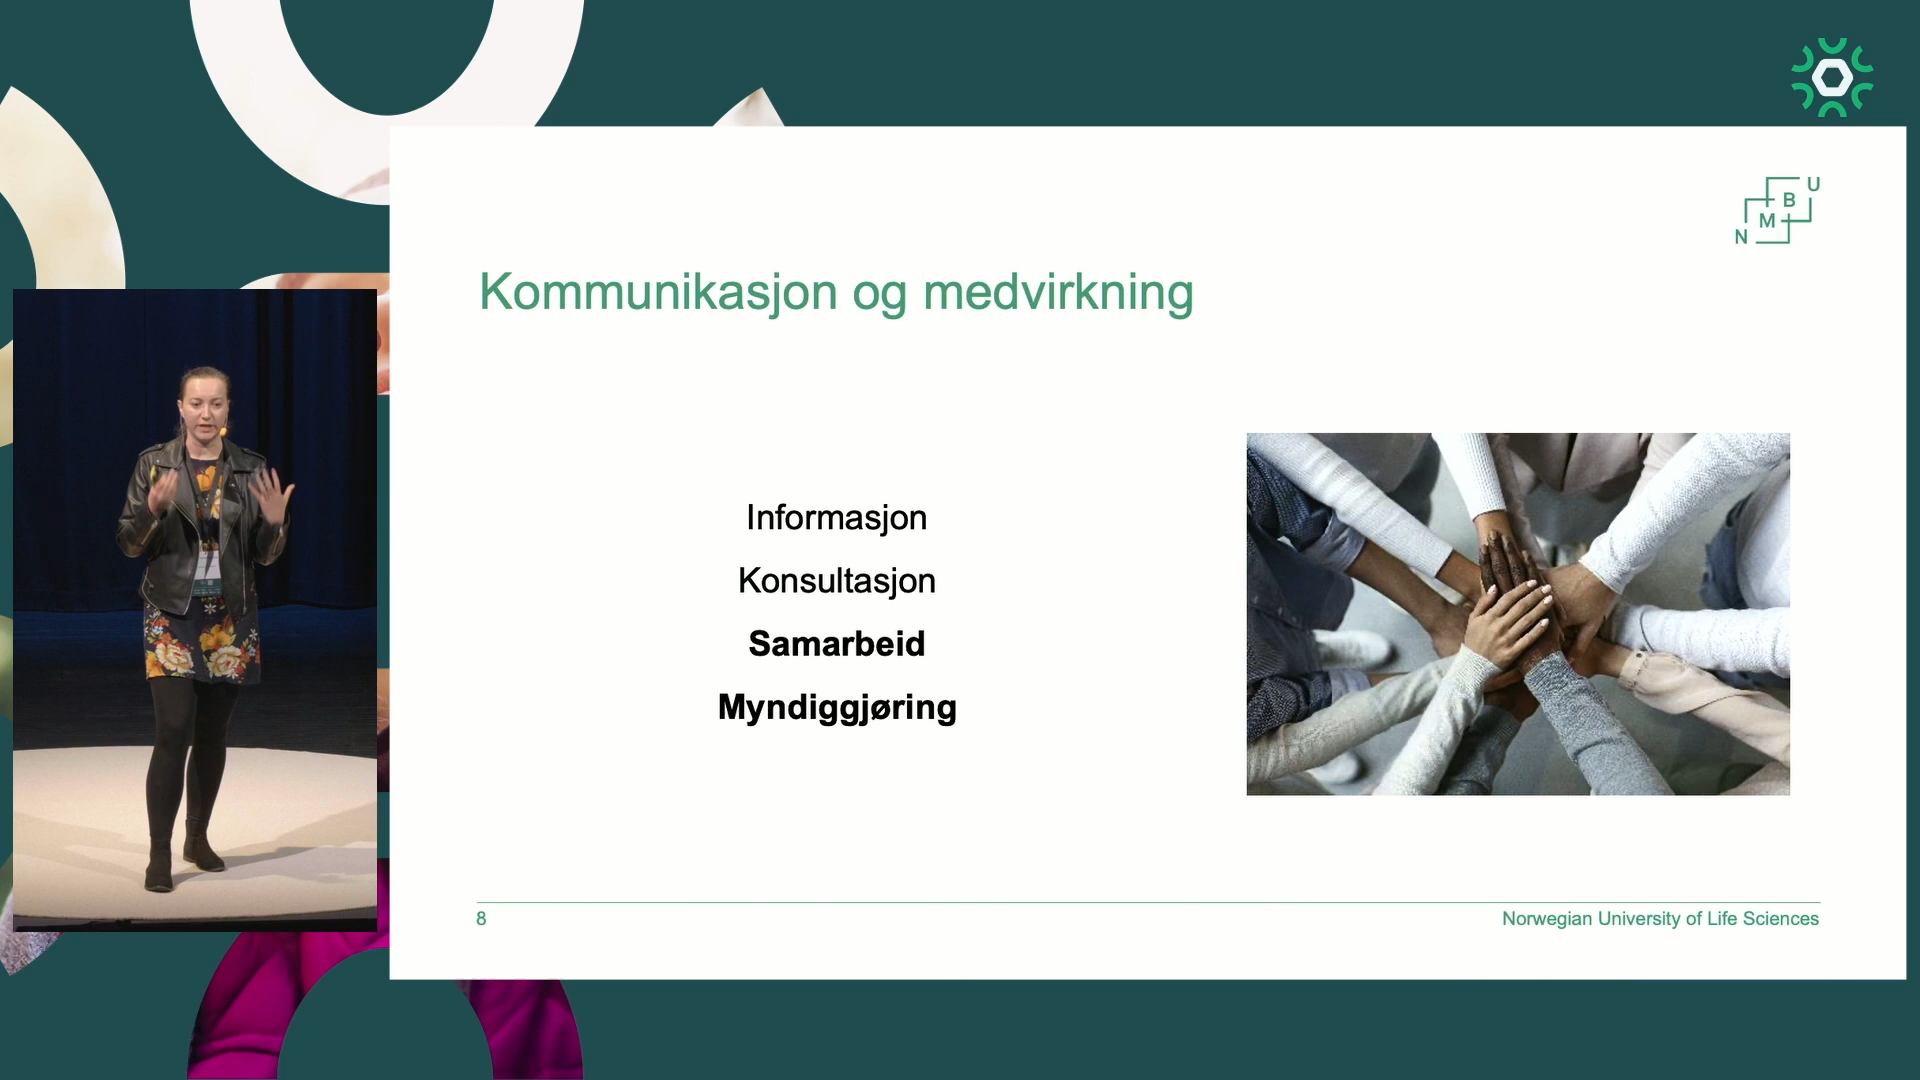 N M B U
Kommunikasjon og medvirkning
Informasjon
Konsultasjon
Samarbeid
Myndiggjøring
8
Norwegian University of Life Sciences